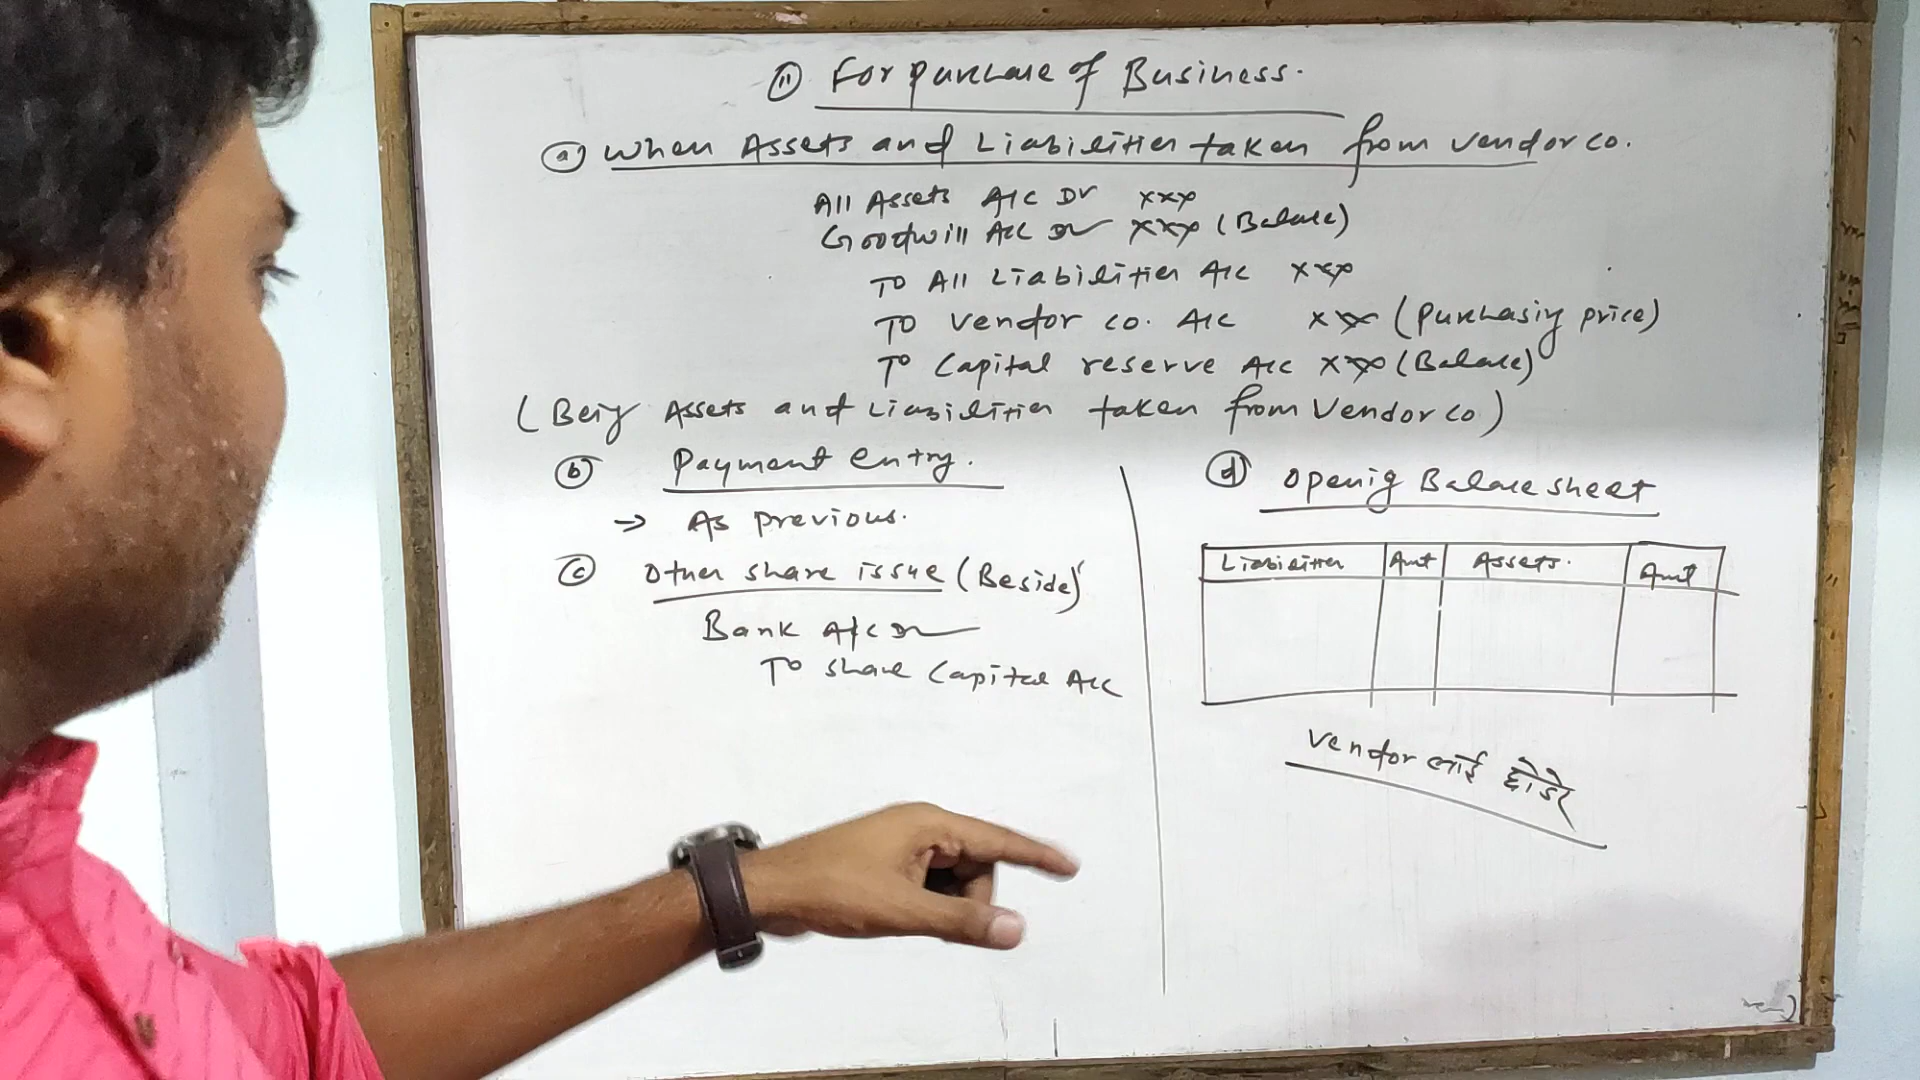 (ii) For purchase of Business.
(a) When Assets and Liabilities taken from vendor co.
All Assets A/C Dr xxx
Goodwill A/C Dr xxx (Balance)
To All Liabilities A/C xxx
To Vendor co. A/C xxx (Purchasing price)
To Capital reserve A/C xxx (Balance)
(Being Assets and Liabilities taken from Vendor co)
(b) Payment entry.
→ As previous.
(c) Other share issue (Beside)
Bank A/C Dr
To share Capital A/C
(d) Opening Balance sheet
Liabilities Amt Assets. Amt
Vendor लाई छोडेर